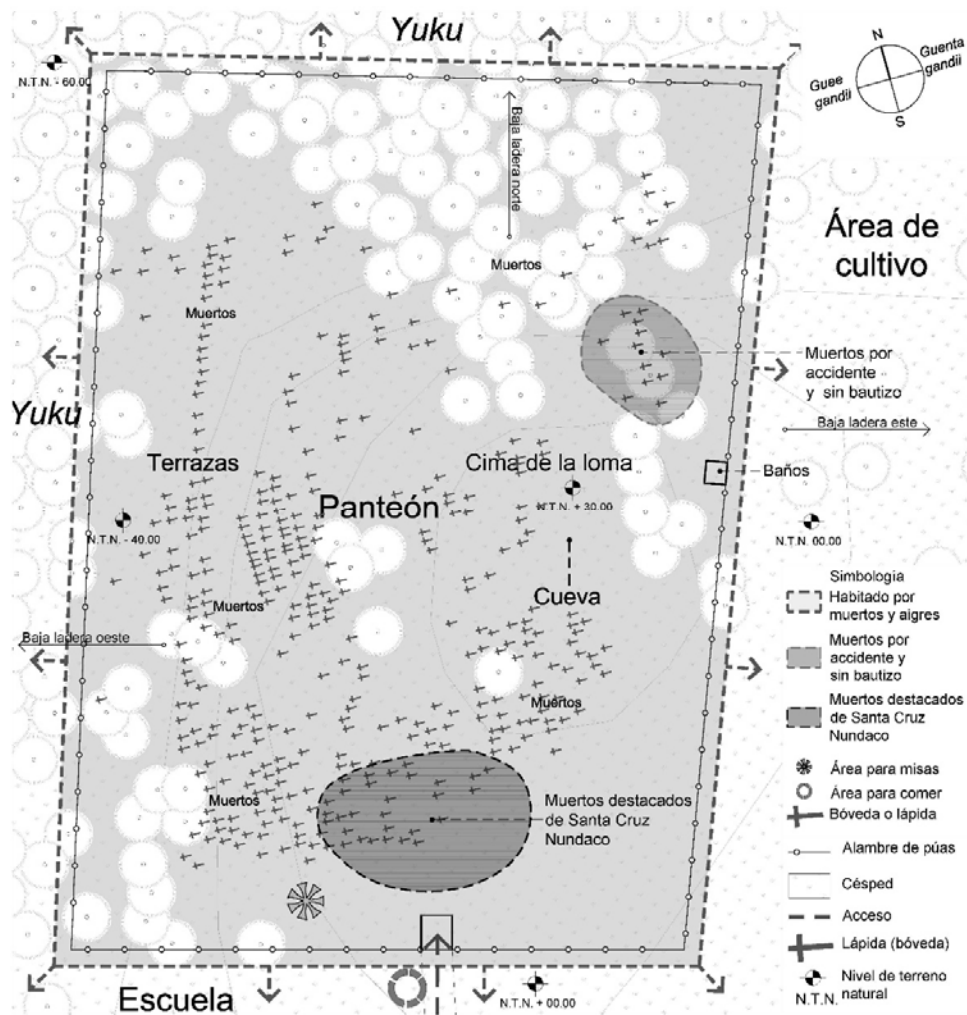 Yuku
Yuku
N
Guenta
gandii
Guee
gandii
S
N.T.N. - 60.00
Baja ladera norte
Área de
cultivo
Muertos
Muertos
Muertos por
accidente
y sin bautizo
Yuku
Baja ladera este
Terrazas
Cima de la loma
Baños
Panteón
N.T.N. + 30.00
N.T.N. - 40.00
N.T.N. 00.00
Cueva
Muertos
Baja ladera oeste
Muertos
Muertos
Muertos destacados
de Santa Cruz
Nundaco
Escuela
N.T.N. + 00.00
Simbología
Habitado por
muertos y aigres
Muertos por
accidente y
sin bautizo
Muertos destacados
de Santa Cruz
Nundaco
Área para misas
Área para comer
Bóveda o lápida
Alambre de púas
Césped
Acceso
Lápida (bóveda)
Nivel de terreno
natural
N.T.N.